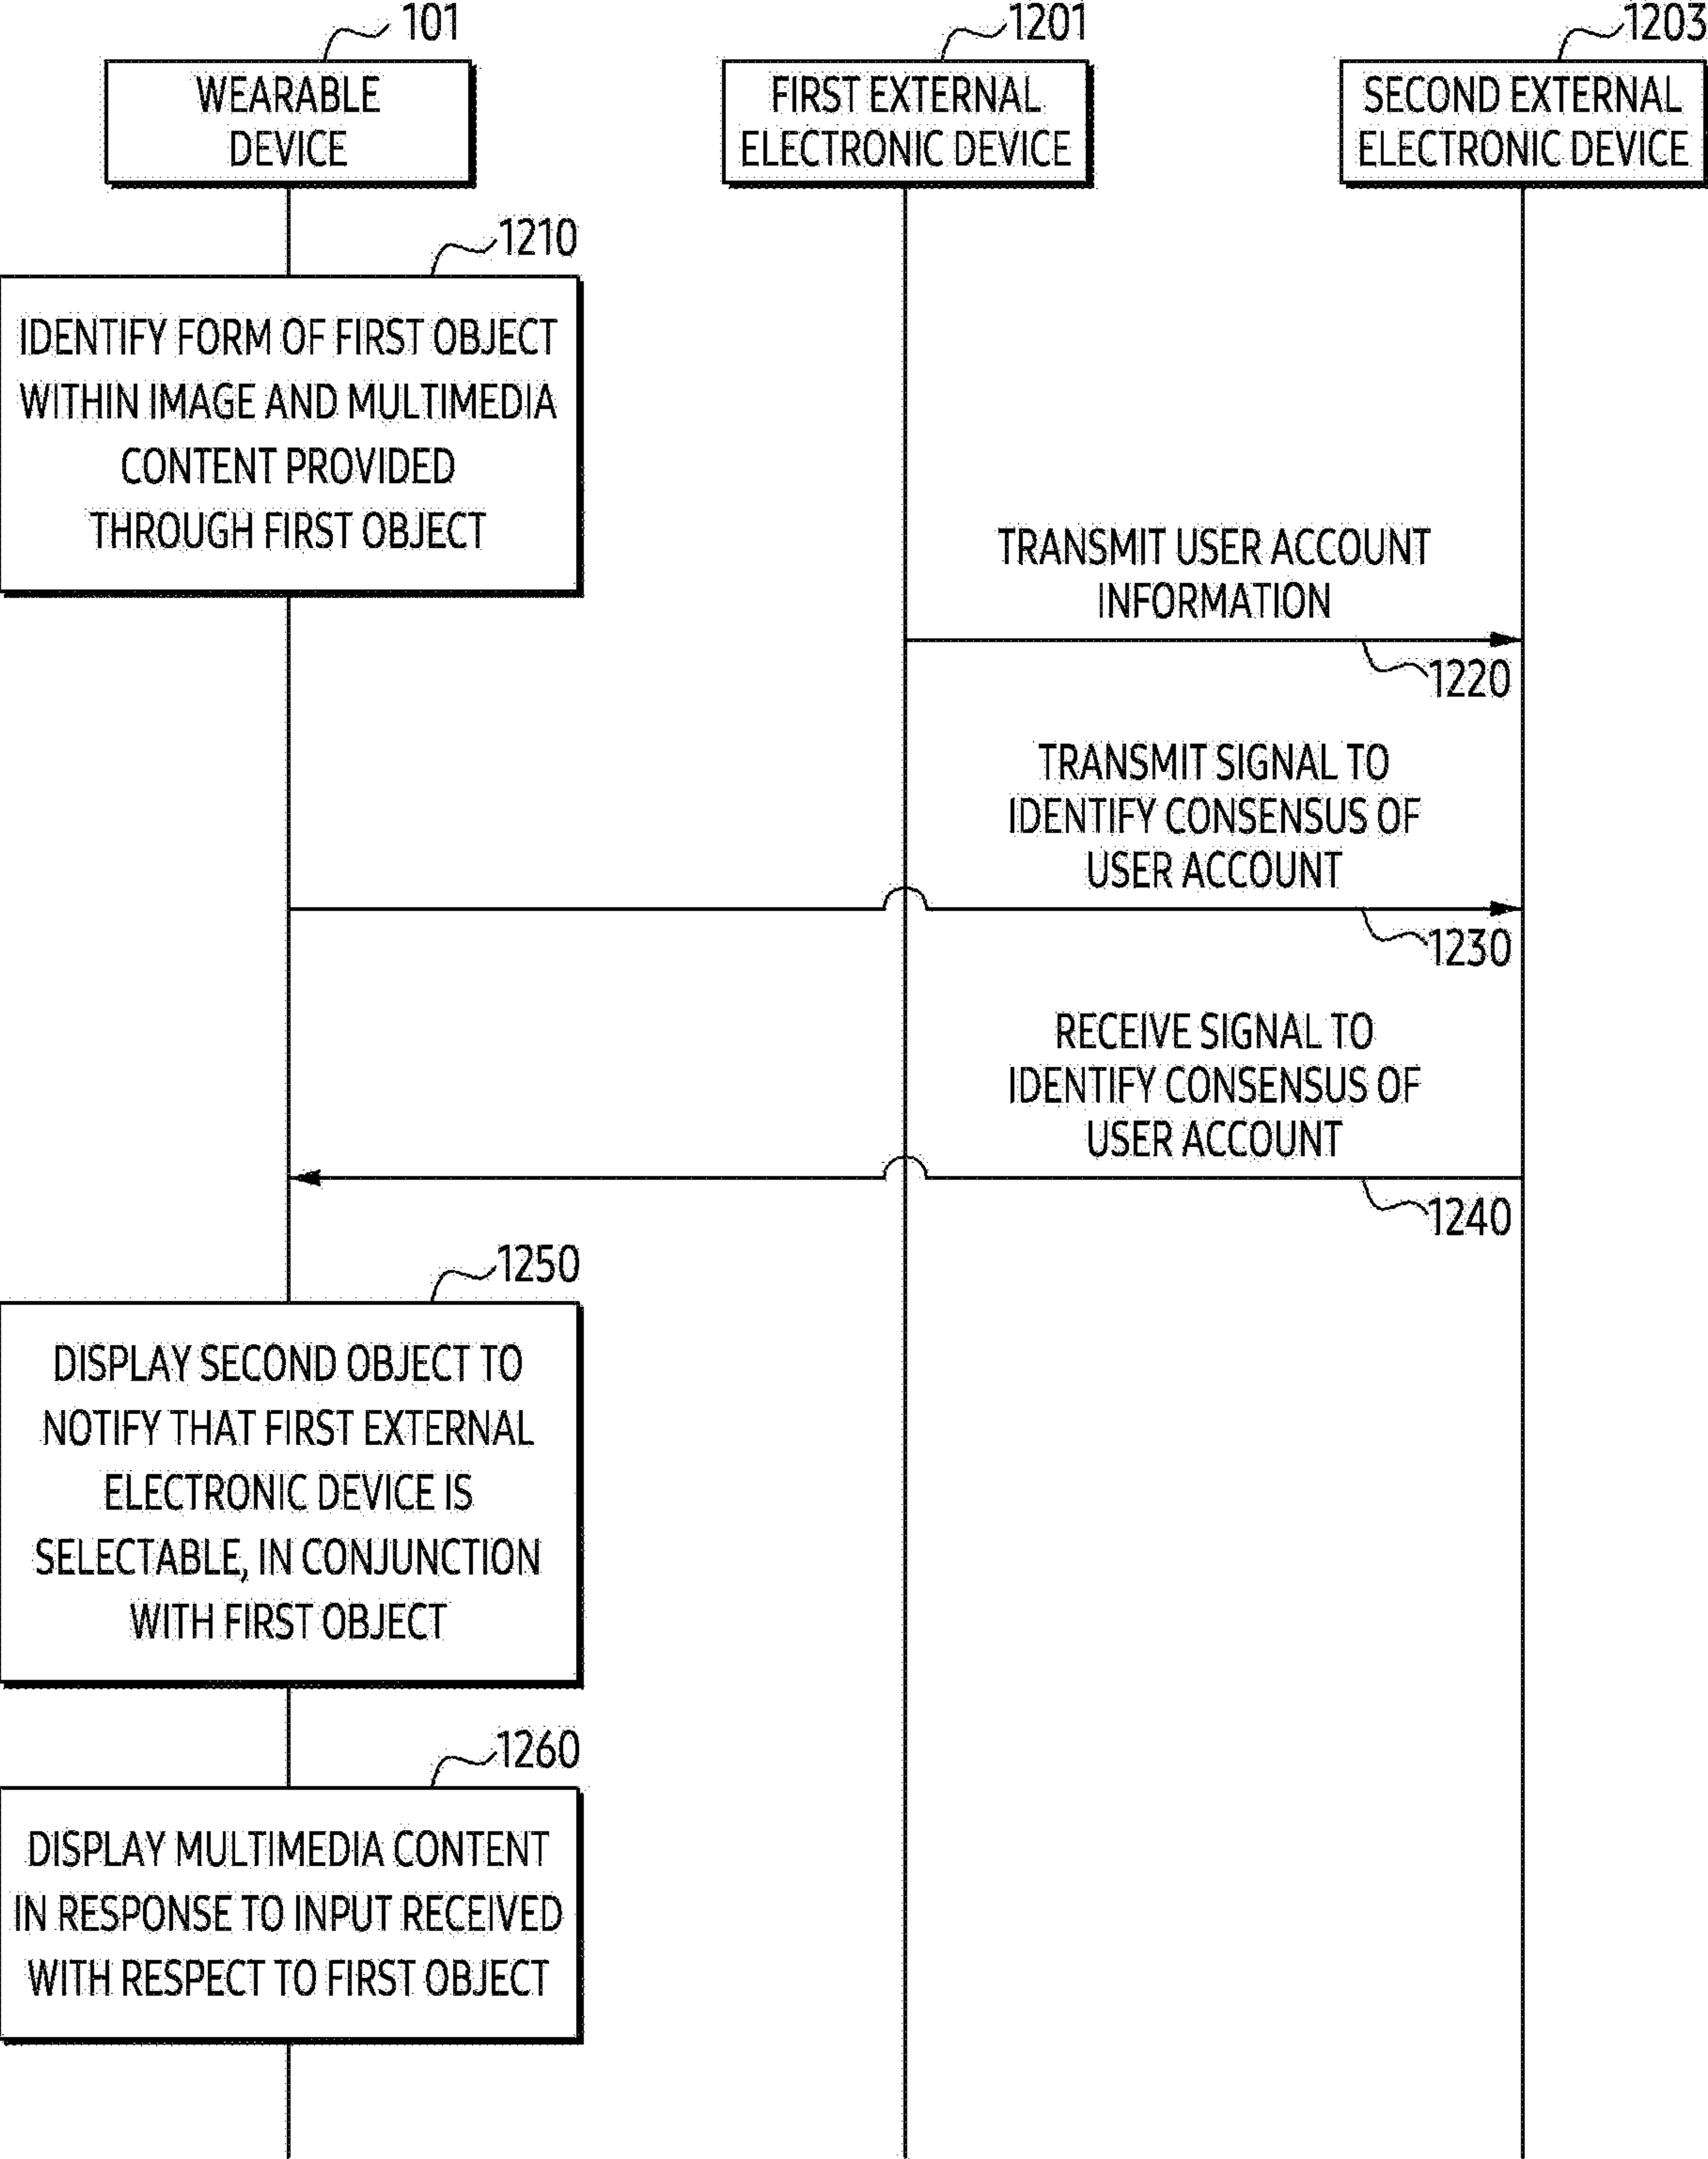 101
1201
1203
WEARABLE
DEVICE
FIRST EXTERNAL
ELECTRONIC DEVICE
SECOND EXTERNAL
ELECTRONIC DEVICE
1210
IDENTIFY FORM OF FIRST OBJECT
WITHIN IMAGE AND MULTIMEDIA
CONTENT PROVIDED
THROUGH FIRST OBJECT
TRANSMIT USER ACCOUNT
INFORMATION
1220
TRANSMIT SIGNAL TO
IDENTIFY CONSENSUS OF
USER ACCOUNT
1230
RECEIVE SIGNAL TO
IDENTIFY CONSENSUS OF
USER ACCOUNT
1240
1250
DISPLAY SECOND OBJECT TO
NOTIFY THAT FIRST EXTERNAL
ELECTRONIC DEVICE IS
SELECTABLE, IN CONJUNCTION
WITH FIRST OBJECT
1260
DISPLAY MULTIMEDIA CONTENT
IN RESPONSE TO INPUT RECEIVED
WITH RESPECT TO FIRST OBJECT